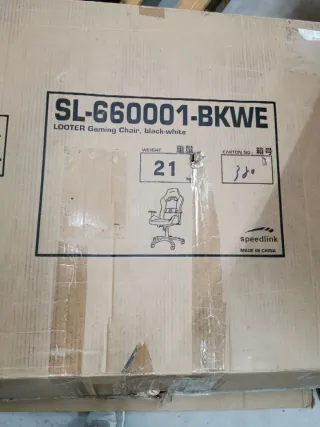 SL-660001-BKWE
LOOTER Gaming Chair, black-white
WEIGHT 重量 CARTON NO. 箱号
21 380
speedlink
MADE IN CHINA